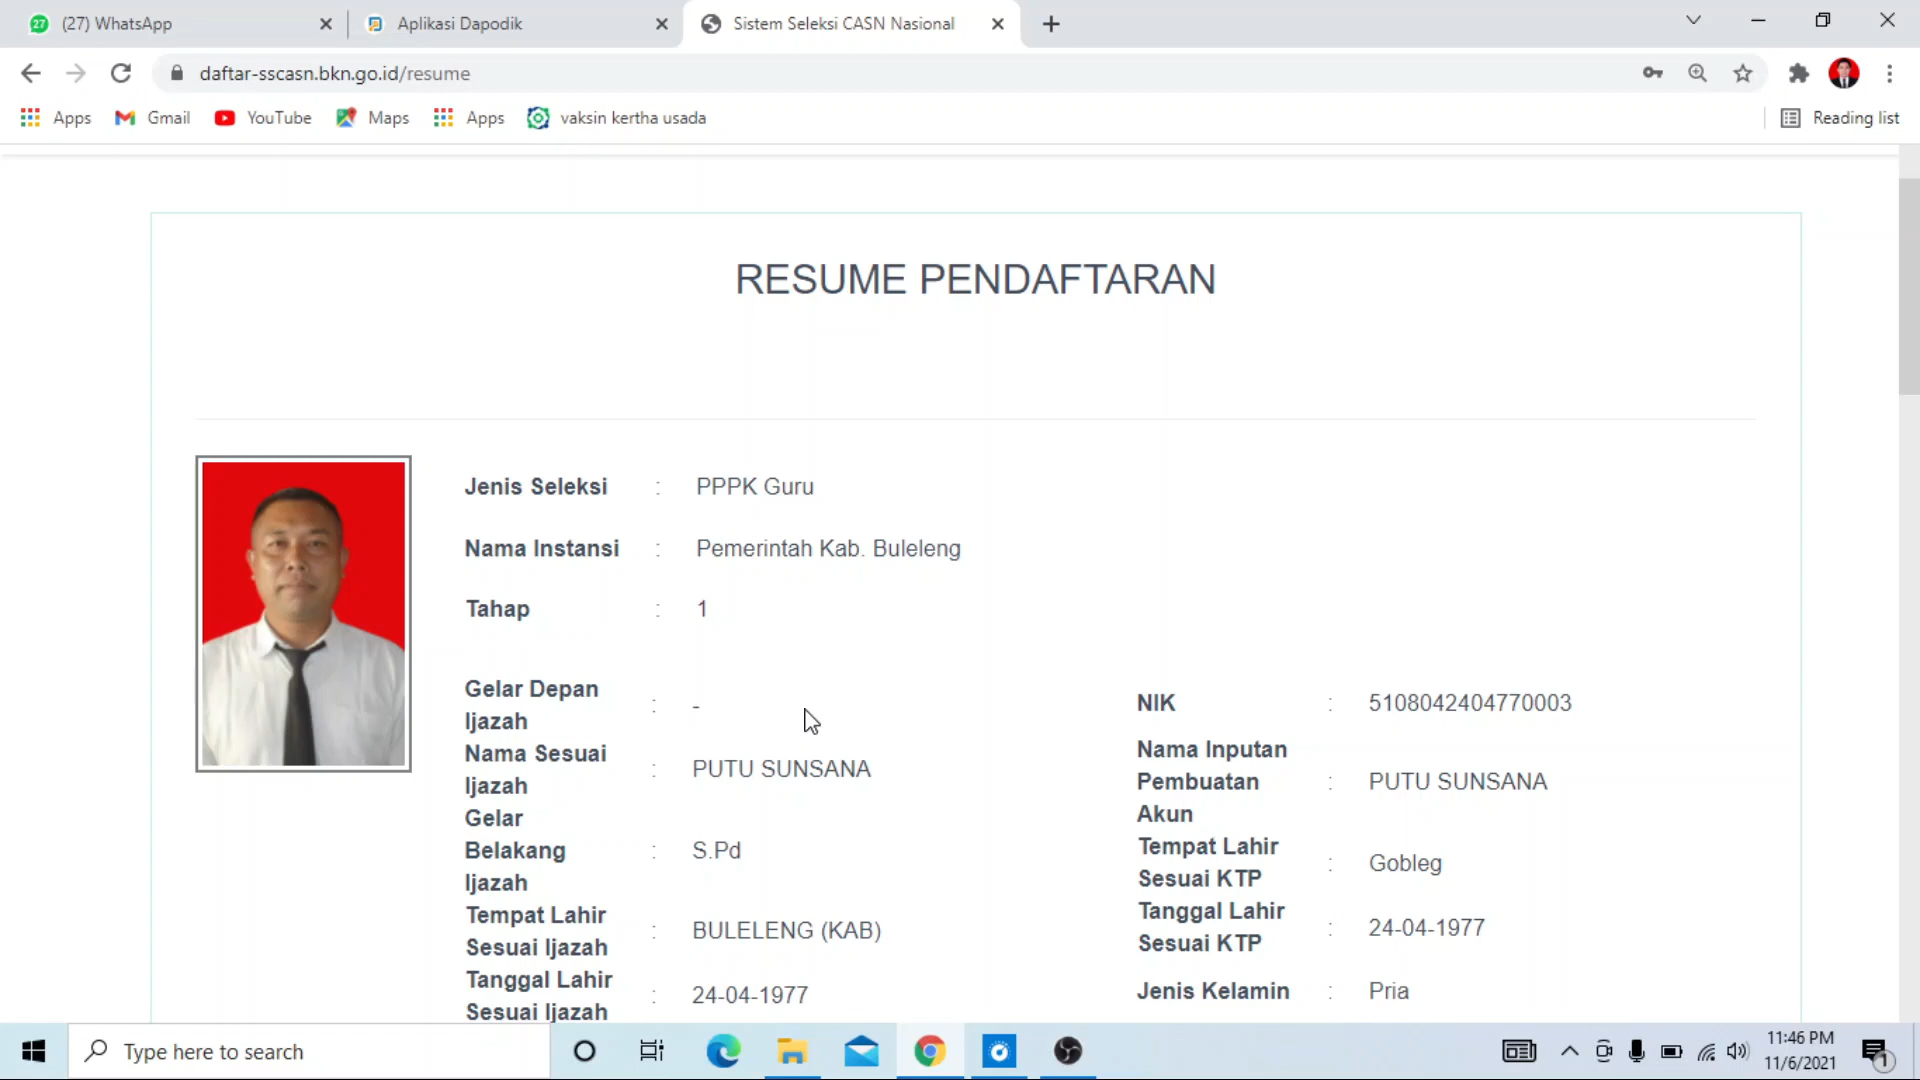 27 (27) WhatsApp
Aplikasi Dapodik
Sistem Seleksi CASN Nasional
daftar-sscasn.bkn.go.id/resume
Apps
Gmail
YouTube
Maps
Apps
vaksin kertha usada
Reading list
RESUME PENDAFTARAN
Jenis Seleksi : PPPK Guru
Nama Instansi : Pemerintah Kab. Buleleng
Tahap : 1
Gelar Depan
Ijazah : -
Nama Sesuai
Ijazah : PUTU SUNSANA
Gelar
Belakang : S.Pd
Ijazah
Tempat Lahir
Sesuai Ijazah : BULELENG (KAB)
Tanggal Lahir
Sesuai Ijazah : 24-04-1977
NIK : 5108042404770003
Nama Inputan
Pembuatan : PUTU SUNSANA
Akun
Tempat Lahir
Sesuai KTP : Gobleg
Tanggal Lahir
Sesuai KTP : 24-04-1977
Jenis Kelamin : Pria
Type here to search
11:46 PM
11/6/2021
1